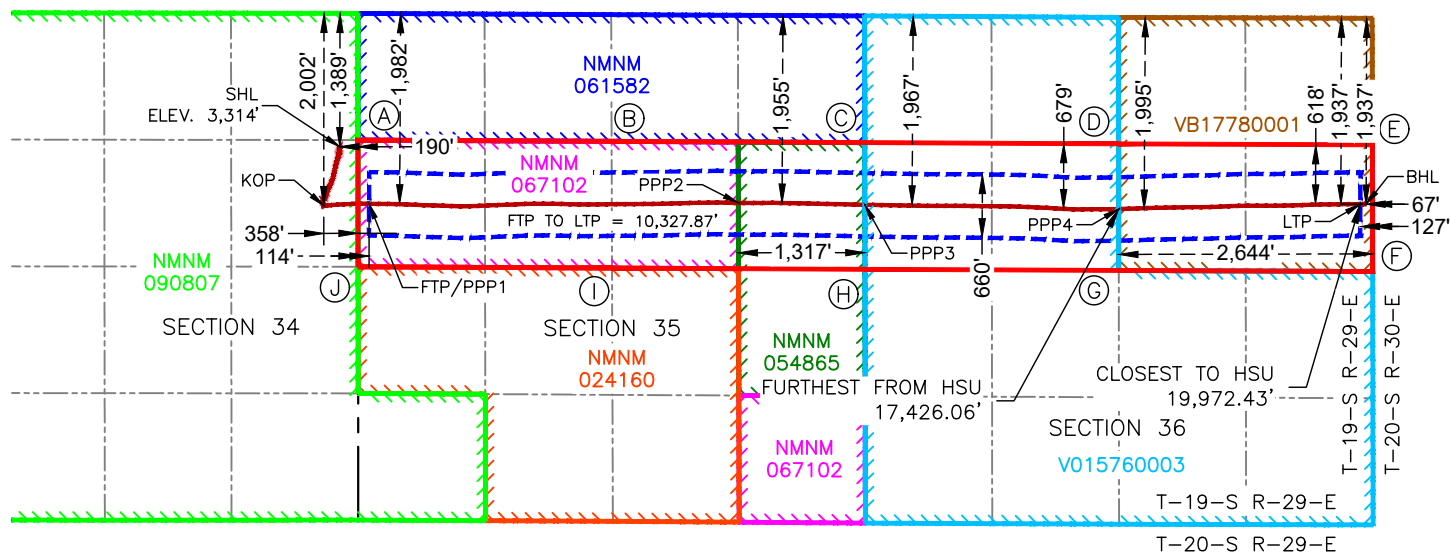 2,002'
1,389'
1,982'
NMNM
061582
1,955'
1,967'
679'
1,995'
VB17780001
618'
1,937'
1,937'
SHL
ELEV. 3,314'
A
B
C
D
E
190'
NMNM
067102
KOP
PPP2
BHL
67'
FTP TO LTP = 10,327.87'
PPP4
LTP
127'
358'
114'
1,317'
PPP3
660'
2,644'
F
NMNM
090807
J
FTP/PPP1
I
H
G
SECTION 34
SECTION 35
NMNM
024160
NMNM
054865
FURTHEST FROM HSU
17,426.06'
CLOSEST TO HSU
19,972.43'
T-19-S R-29-E
T-20-S R-30-E
SECTION 36
V015760003
NMNM
067102
T-19-S R-29-E
T-20-S R-29-E